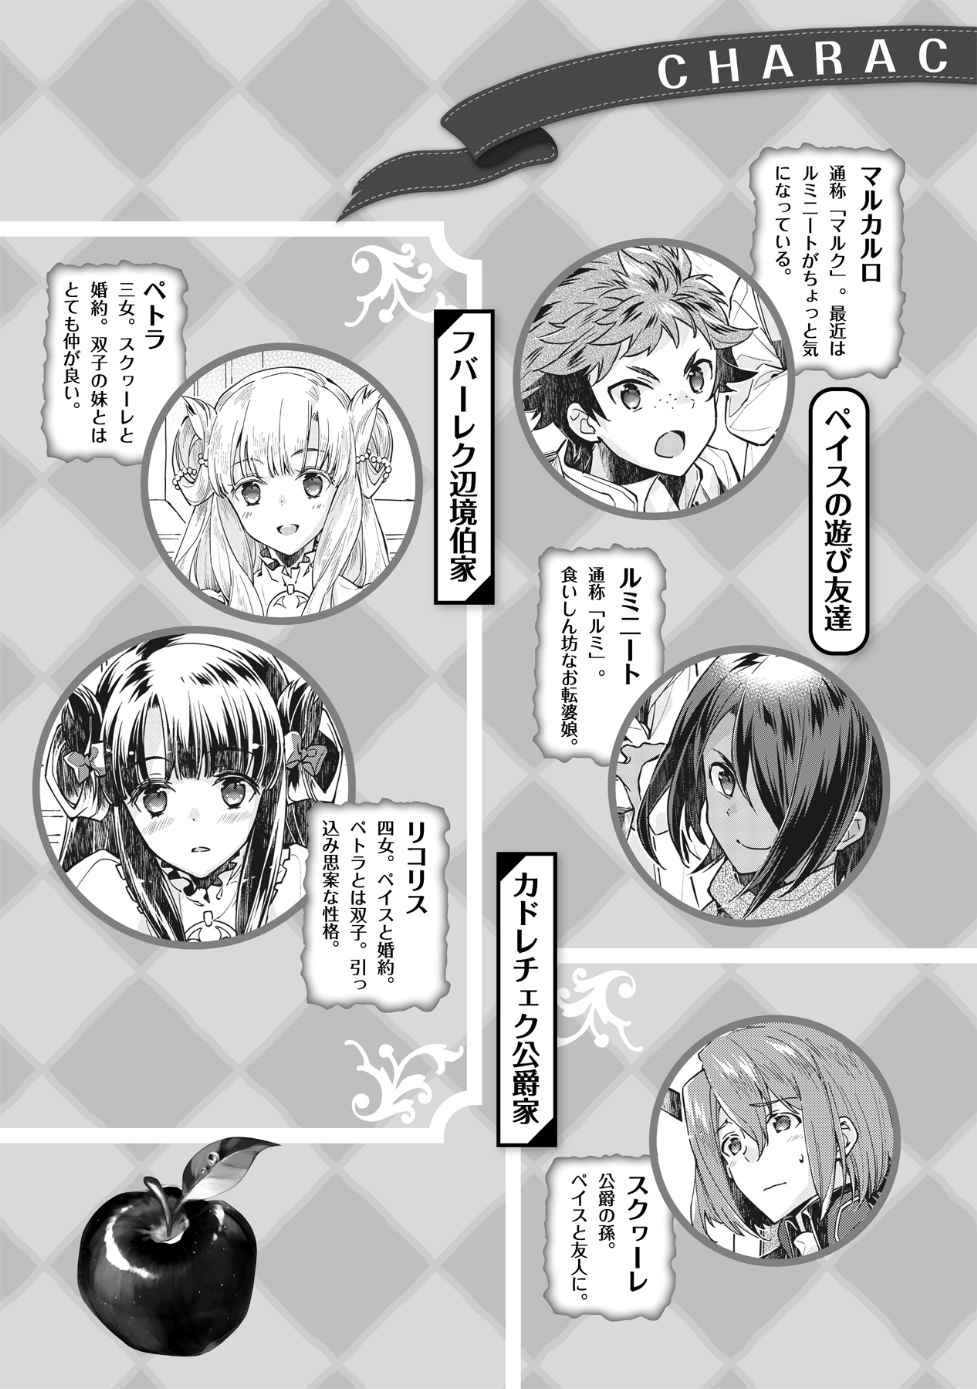 CHARAC
マルカルロ
通称「マルク」。最近は
ルミニートがちょっと気
になっている。
ペイスの遊び友達
ルミニート
通称「ルミ」。
食いしん坊なお転婆娘。
フバーレク辺境伯家
ペトラ
三女。スクヮーレと
婚約。双子の妹とは
とても仲が良い。
リコリス
四女。ペイスと婚約。
ペトラとは双子。引っ
込み思案な性格。
カドレチェク公爵家
スクヮーレ
公爵の孫。
ペイスと友人に。